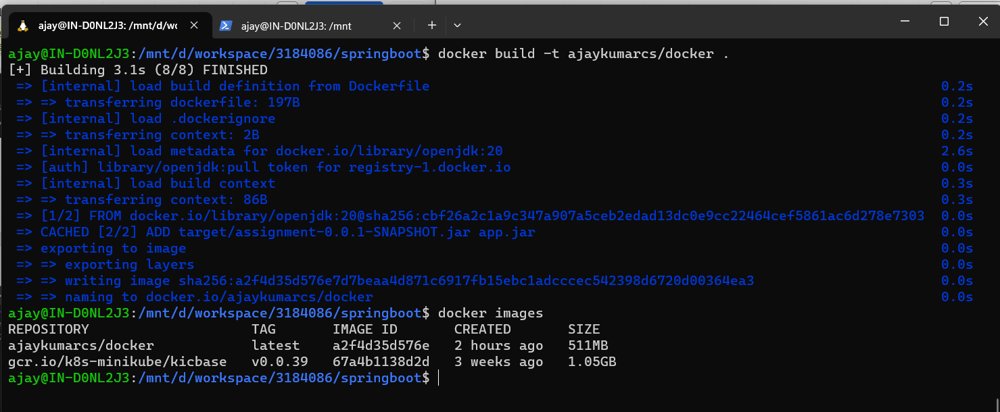 ajay@IN-D0NL2J3: /mnt/d/wo
ajay@IN-D0NL2J3: /mnt
ajay@IN-D0NL2J3:/mnt/d/workspace/3184086/springboot$ docker build -t ajaykumarcs/docker .
[+] Building 3.1s (8/8) FINISHED
=> [internal] load build definition from Dockerfile 0.2s
=> => transferring dockerfile: 197B 0.2s
=> [internal] load .dockerignore 0.2s
=> => transferring context: 2B 0.2s
=> [internal] load metadata for docker.io/library/openjdk:20 2.6s
=> [auth] library/openjdk:pull token for registry-1.docker.io 0.0s
=> [internal] load build context 0.3s
=> => transferring context: 86B 0.3s
=> [1/2] FROM docker.io/library/openjdk:20@sha256:cbf26a2c1a9c347a907a5ceb2edad13dc0e9cc22464cef5861ac6d278e7303 0.0s
=> CACHED [2/2] ADD target/assignment-0.0.1-SNAPSHOT.jar app.jar 0.0s
=> exporting to image 0.0s
=> => exporting layers 0.0s
=> => writing image sha256:a2f4d35d576e7d7beaa4d871c6917fb15ebc1adcccec542398d6720d00364ea3 0.0s
=> => naming to docker.io/ajaykumarcs/docker 0.0s
ajay@IN-D0NL2J3:/mnt/d/workspace/3184086/springboot$ docker images
REPOSITORY TAG IMAGE ID CREATED SIZE
ajaykumarcs/docker latest a2f4d35d576e 2 hours ago 511MB
gcr.io/k8s-minikube/kicbase v0.0.39 67a4b1138d2d 3 weeks ago 1.05GB
ajay@IN-D0NL2J3:/mnt/d/workspace/3184086/springboot$